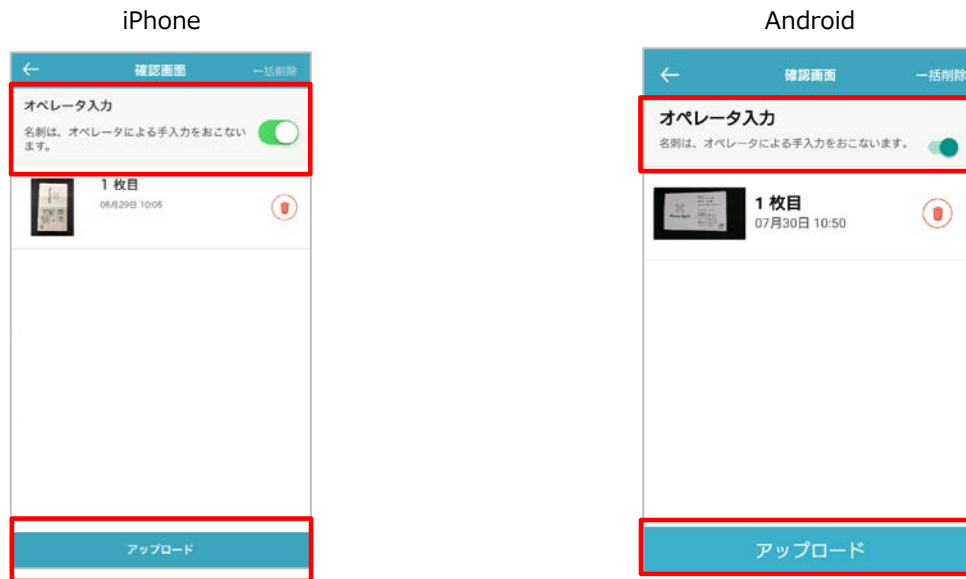 iPhone
確認画面
一括削除
オペレータ入力
名刺は、オペレータによる手入力をおこない
ます。
1 枚目
05月29日 10:05
アップロード
Android
確認画面
一括削除
オペレータ入力
名刺は、オペレータによる手入力をおこないます。
1 枚目
07月30日 10:50
アップロード